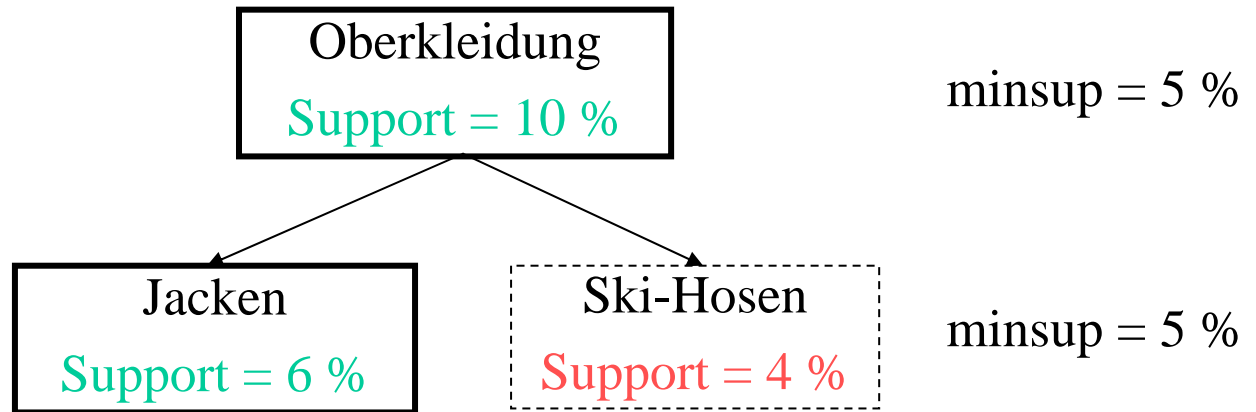 Oberkleidung
Support = 10 %
minsup = 5 %
Jacken
Support = 6 %
Ski-Hosen
Support = 4 %
minsup = 5 %